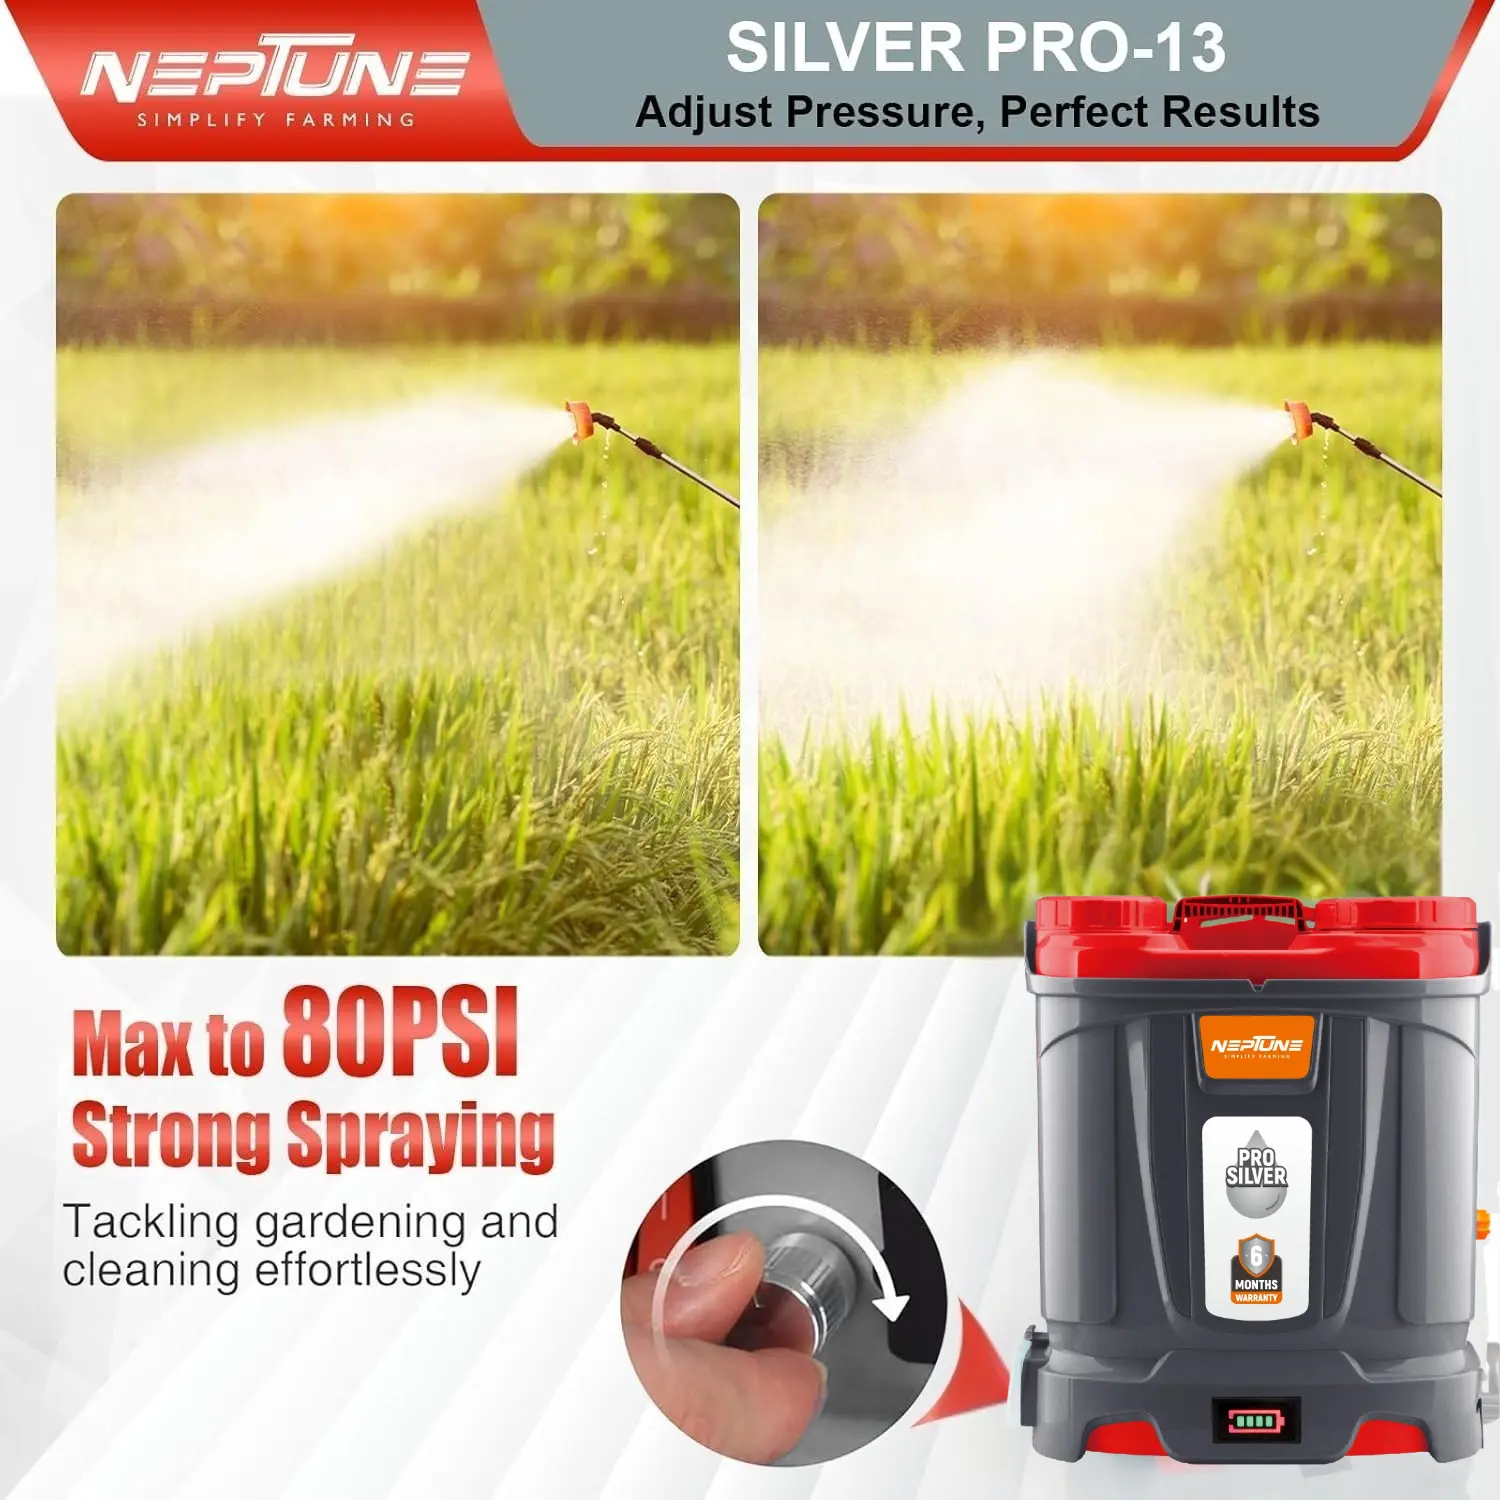 NEPTUNE
SIMPLIFY FARMING
SILVER PRO-13
Adjust Pressure, Perfect Results
Max to 80PSI
Strong Spraying
Tackling gardening and
cleaning effortlessly
NEPTUNE
SIMPLIFY FARMING
PRO
SILVER
6
MONTHS
WARRANTY